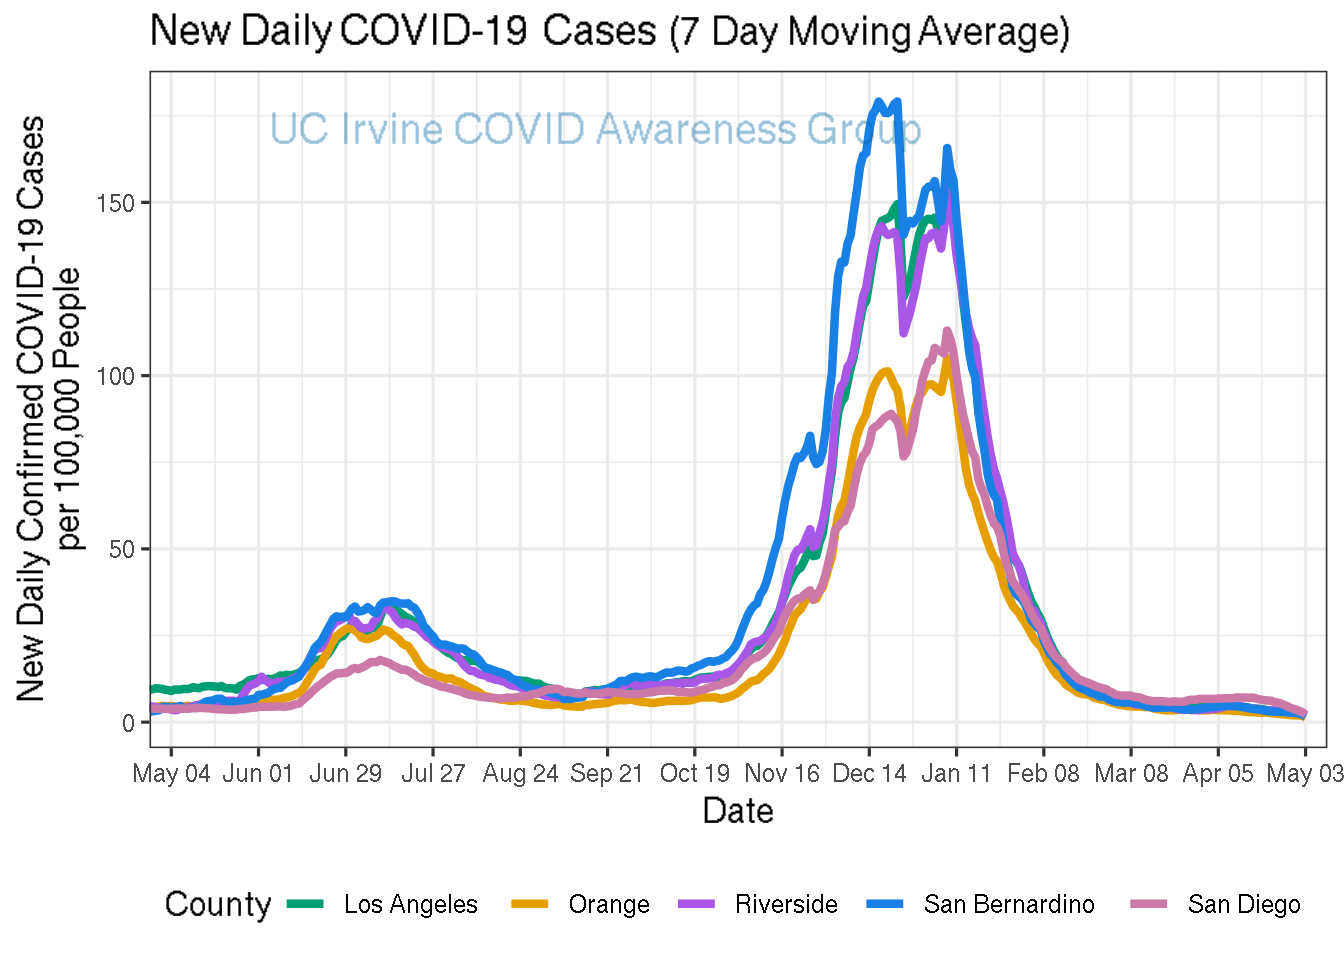 New Daily COVID-19 Cases (7 Day Moving Average)
UC Irvine COVID Awareness Group
New Daily Confirmed COVID-19 Cases
per 100,000 People
150
100
50
0
May 04 Jun 01 Jun 29 Jul 27 Aug 24 Sep 21 Oct 19 Nov 16 Dec 14 Jan 11 Feb 08 Mar 08 Apr 05 May 03
Date
County Los Angeles Orange Riverside San Bernardino San Diego